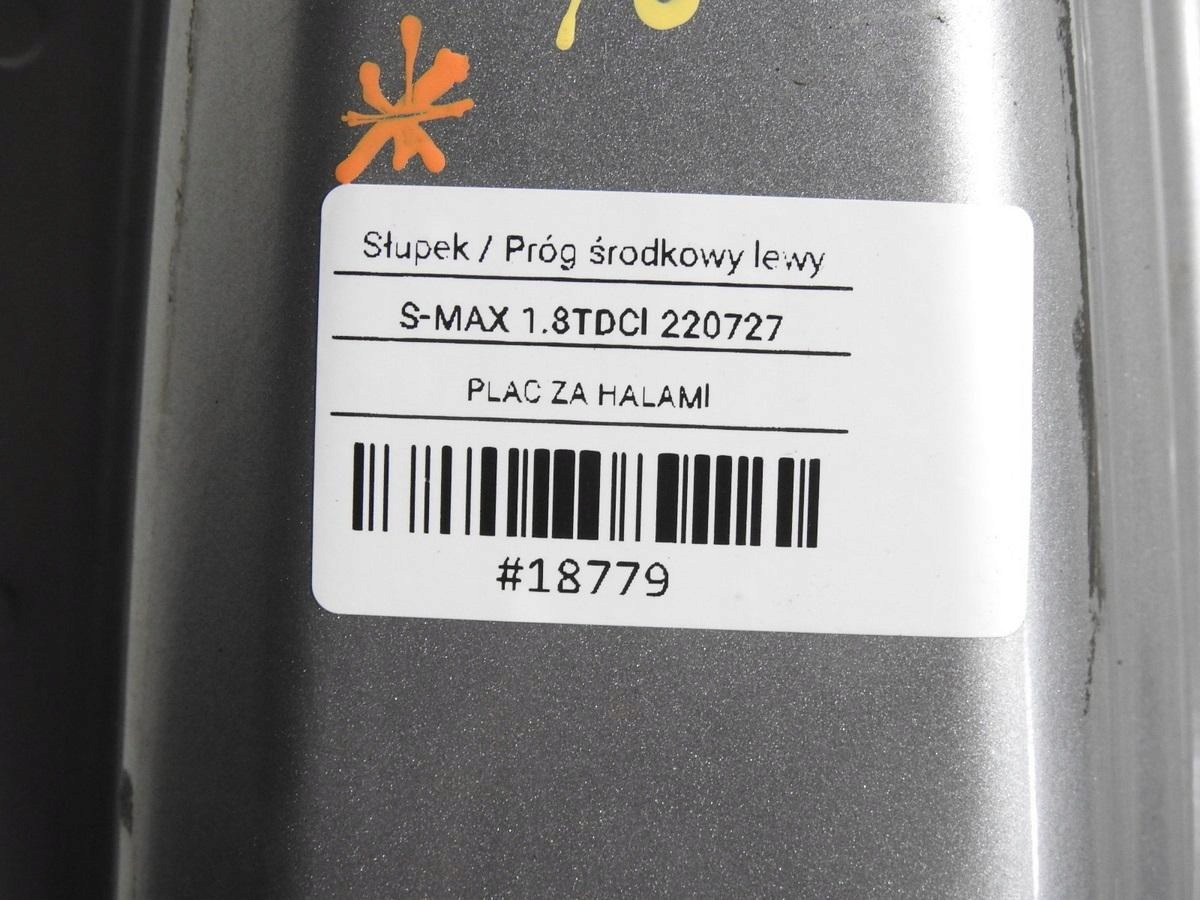 Słupek / Próg środkowy lewy
S-MAX 1.8TDCI 220727
PLAC ZA HALAMI
#18779